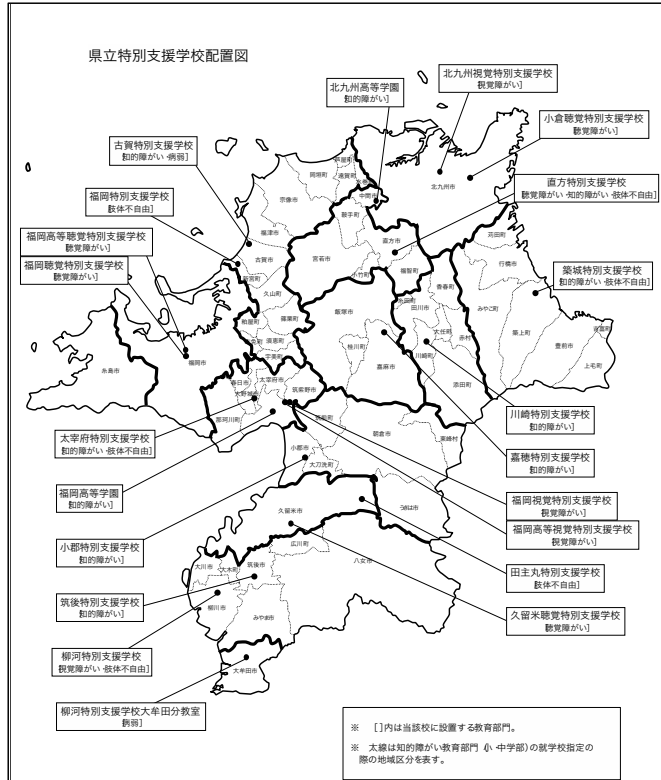 県立特別支援学校配置図
北九州視覚特別支援学校
[視覚障がい]
北九州高等学園
[知的障がい]
小倉聴覚特別支援学校
[聴覚障がい]
古賀特別支援学校
[知的障がい・病弱]
直方特別支援学校
[聴覚障がい・知的障がい・肢体不自由]
福岡特別支援学校
[肢体不自由]
福岡高等聴覚特別支援学校
[聴覚障がい]
福岡聴覚特別支援学校
[聴覚障がい]
築城特別支援学校
[知的障がい・肢体不自由]
芦屋町
岡垣町
遠賀町
水巻町
中間市
北九州市
宗像市
鞍手町
福津市
直方市
苅田町
古賀市
宮若市
小竹町
福智町
行橋市
新宮町
香春町
久山町
飯塚市
糸田町
田川市
みやこ町
粕屋町
篠栗町
大任町
赤村
築上町
吉富町
志免町
須恵町
桂川町
川崎町
豊前市
宇美町
嘉麻市
上毛町
福岡市
添田町
糸島市
春日市
太宰府市
大野城市
筑紫野市
那珂川町
筑前町
朝倉市
東峰村
川崎特別支援学校
[知的障がい]
太宰府特別支援学校
[知的障がい・肢体不自由]
小郡市
大刀洗町
嘉穂特別支援学校
[知的障がい]
福岡高等学園
[知的障がい]
うきは市
福岡視覚特別支援学校
[視覚障がい]
久留米市
福岡高等視覚特別支援学校
[視覚障がい]
小郡特別支援学校
[知的障がい]
広川町
大川市
大木町
筑後市
八女市
田主丸特別支援学校
[肢体不自由]
筑後特別支援学校
[知的障がい]
柳川市
みやま市
久留米聴覚特別支援学校
[聴覚障がい]
柳河特別支援学校
[視覚障がい・肢体不自由]
大牟田市
柳河特別支援学校大牟田分教室
[病弱]
※ []内は当該校に設置する教育部門。
※ 太線は知的障がい教育部門(小・中学部)の就学校指定の
際の地域区分を表す。